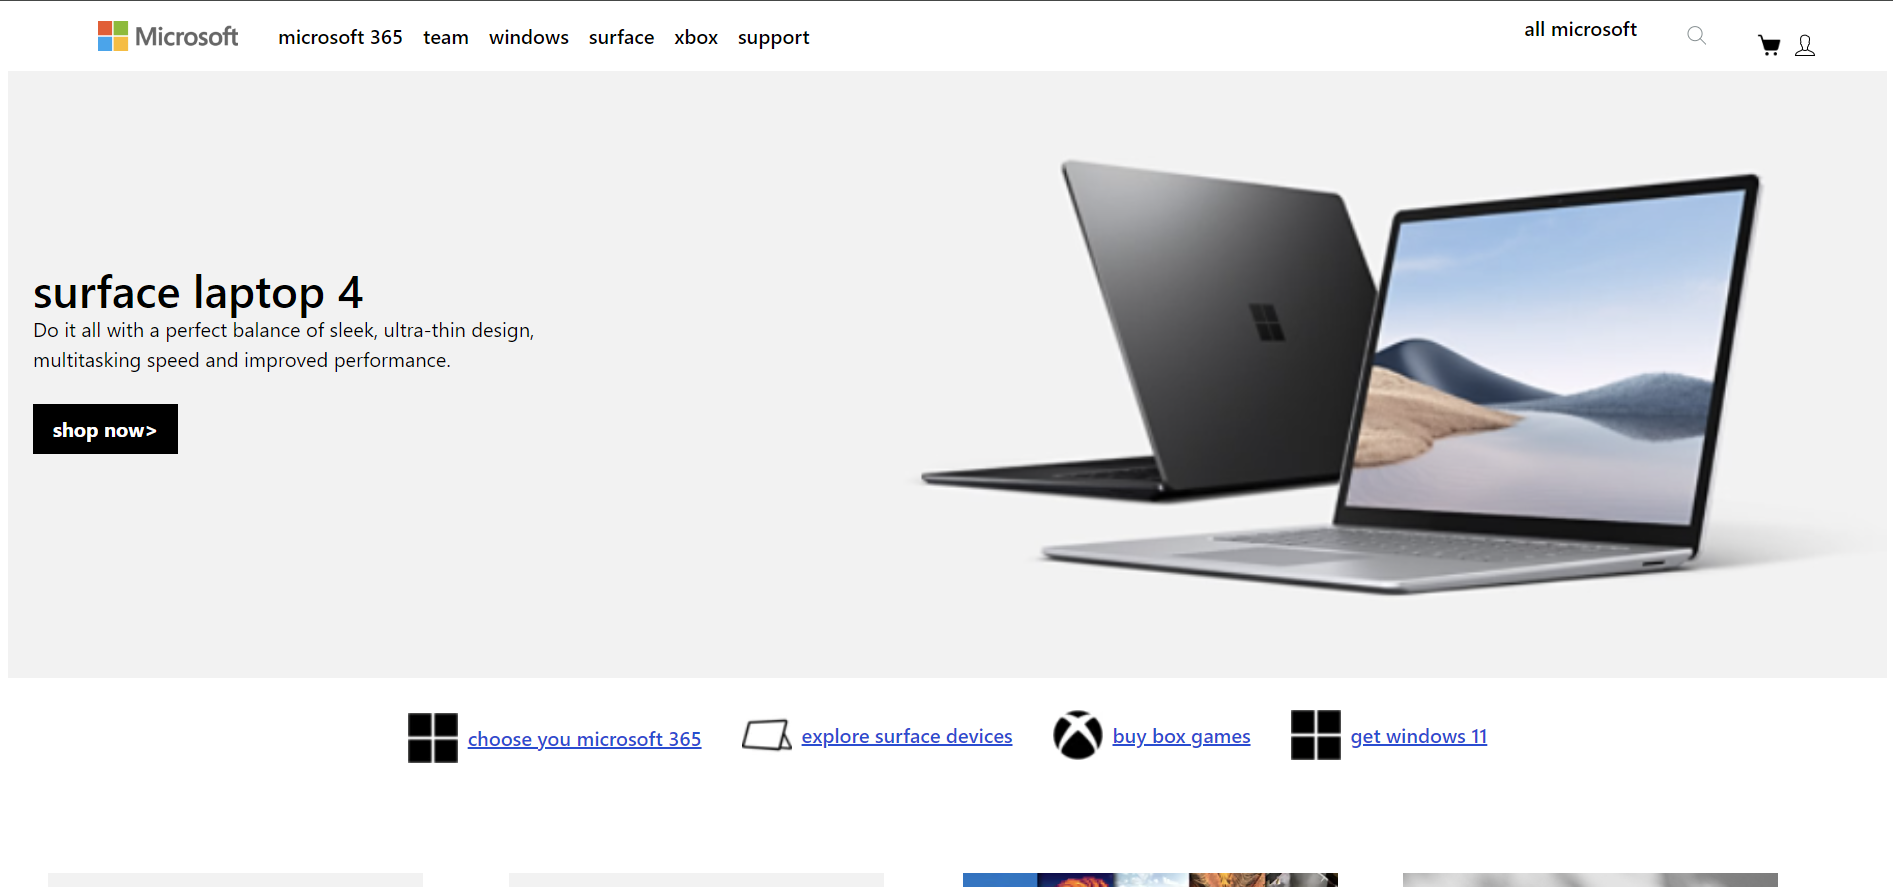 Microsoft microsoft 365 team windows surface xbox support all microsoft
surface laptop 4
Do it all with a perfect balance of sleek, ultra-thin design,
multitasking speed and improved performance.
shop now>
choose you microsoft 365 explore surface devices buy box games get windows 11